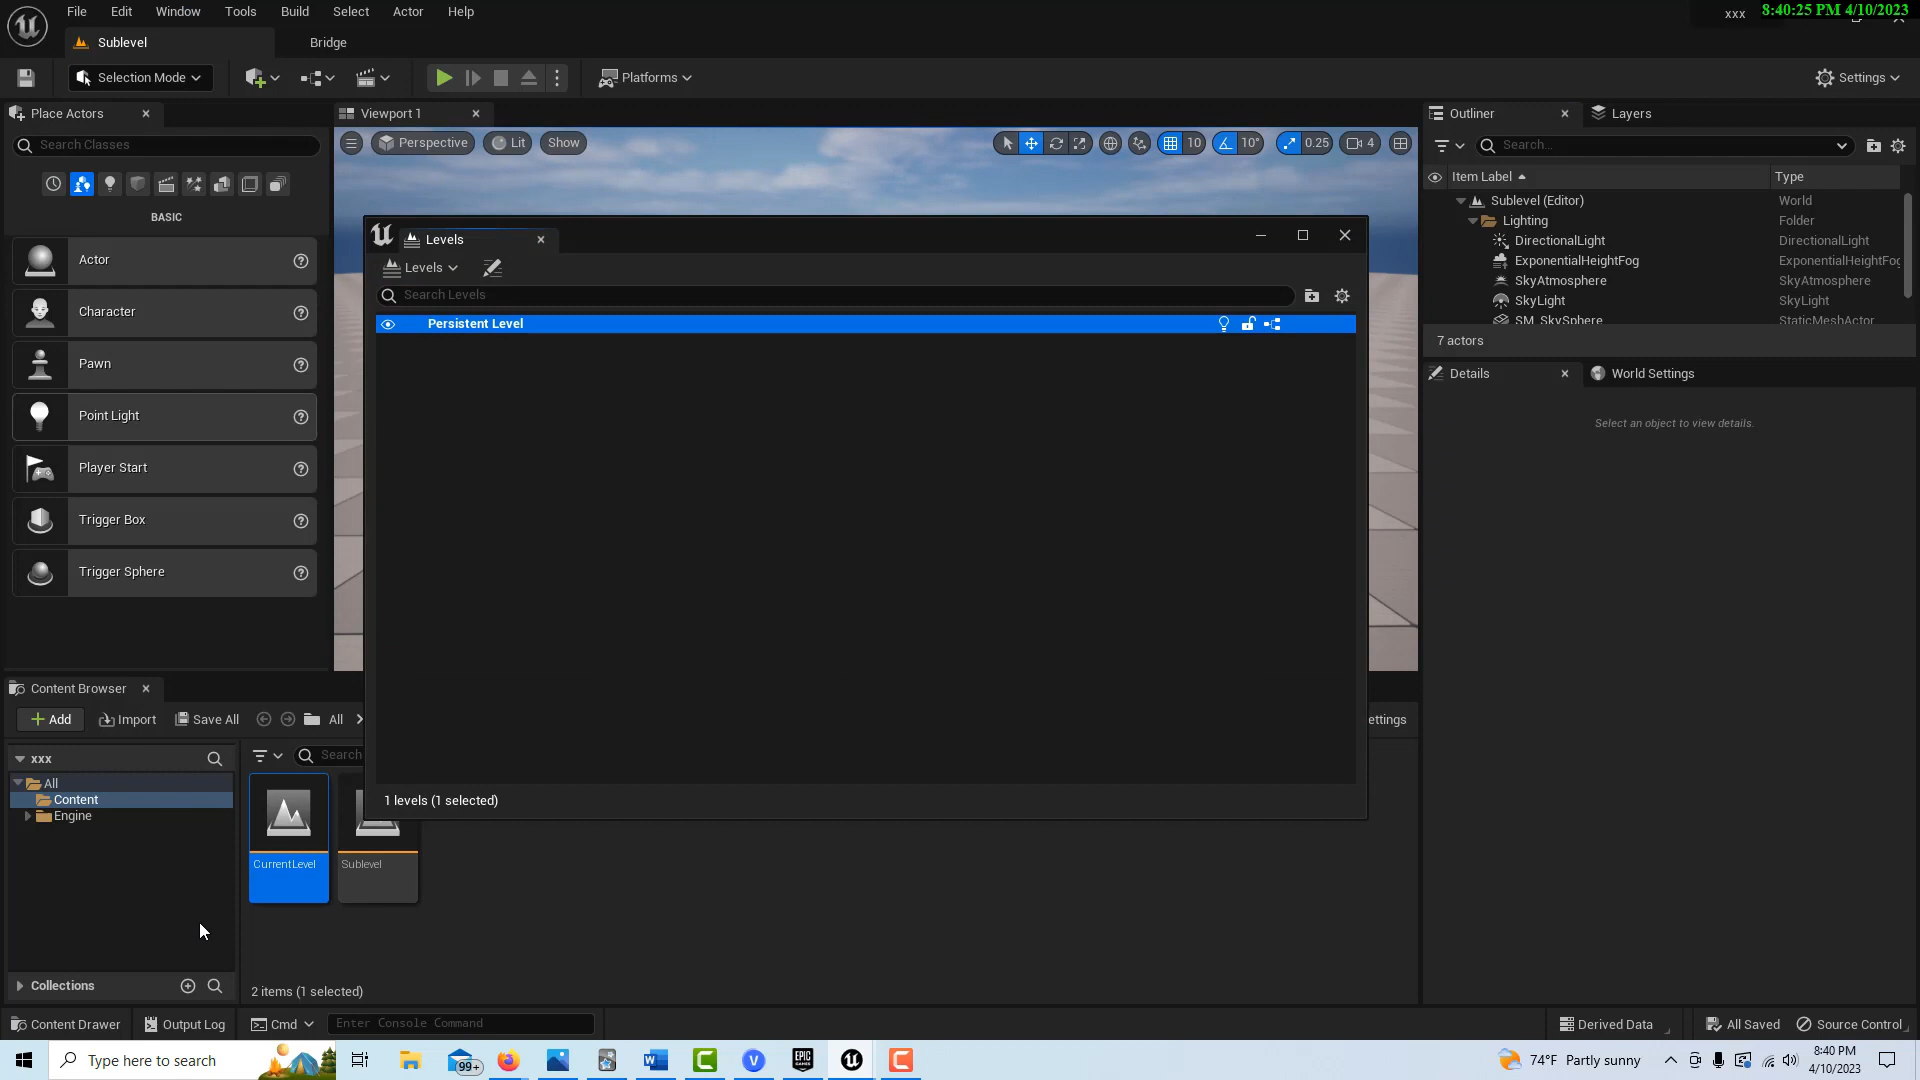 File Edit Window Tools Build Select Actor Help
xxx
8:40:25 PM 4/10/2023
Sublevel
Bridge
Selection Mode
Platforms
Settings
Place Actors
Search Classes
BASIC
Actor
Character
Pawn
Point Light
Player Start
Trigger Box
Trigger Sphere
Viewport 1
Perspective
Lit
Show
10
10°
0.25
4
Levels
Levels
Search Levels
Persistent Level
1 levels (1 selected)
Outliner
Layers
Search...
Item Label
Type
Sublevel (Editor)
World
Lighting
Folder
DirectionalLight
DirectionalLight
ExponentialHeightFog
ExponentialHeightFog
SkyAtmosphere
SkyAtmosphere
SkyLight
SkyLight
SM_SkySphere
StaticMeshActor
7 actors
Details
World Settings
Select an object to view details.
Content Browser
Add
Import
Save All
All
ettings
xxx
All
Content
Engine
Search
CurrentLevel
Sublevel
Collections
2 items (1 selected)
Content Drawer
Output Log
Cmd
Enter Console Command
Derived Data
All Saved
Source Control
Type here to search
99+
EPIC
GAMES
74°F Partly sunny
8:40 PM
4/10/2023